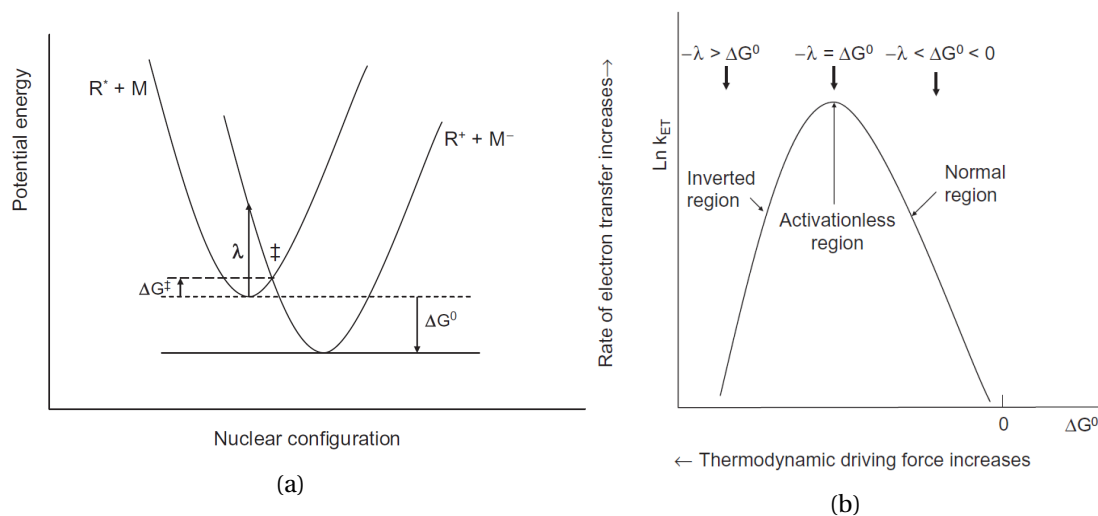 Potential energy
R* + M
R⁺ + M⁻
λ
‡
ΔG‡
ΔG⁰
Nuclear configuration
(a)
Rate of electron transfer increases→
Ln k_ET
−λ > ΔG⁰
−λ = ΔG⁰
−λ < ΔG⁰ < 0
Inverted
region
Activationless
region
Normal
region
0
ΔG⁰
← Thermodynamic driving force increases
(b)